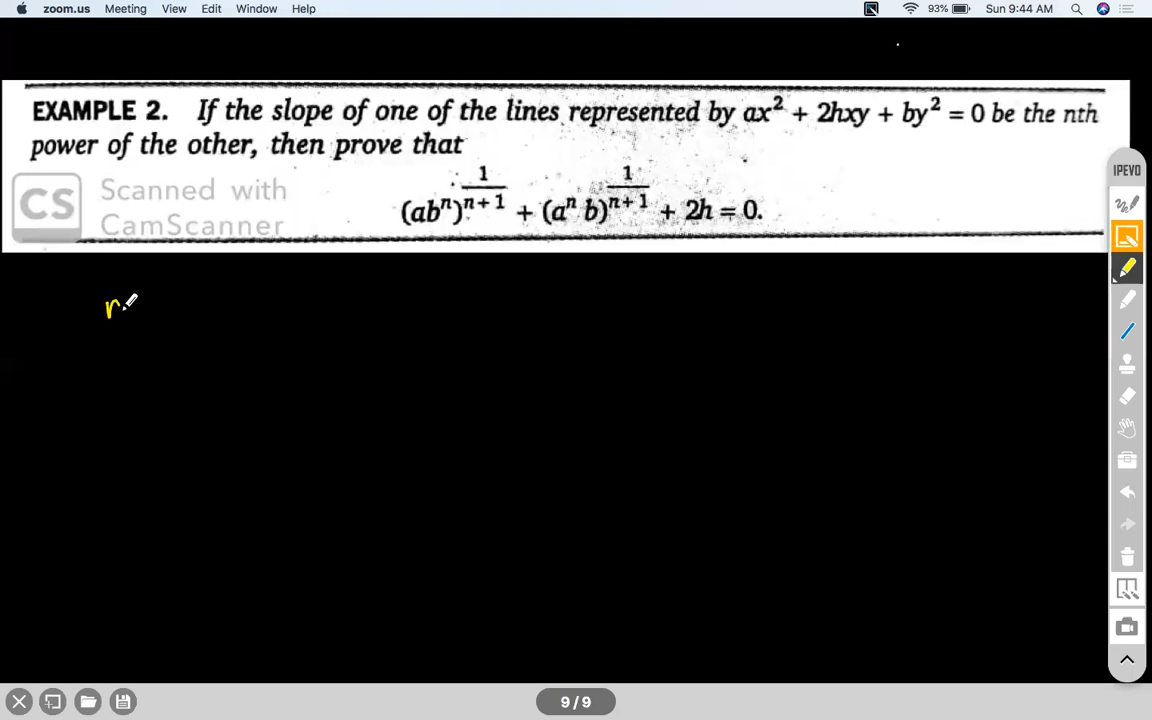 zoom.us Meeting View Edit Window Help 93% Sun 9:44 AM
EXAMPLE 2. If the slope of one of the lines represented by ax² + 2hxy + by² = 0 be the nth
power of the other, then prove that
(abⁿ)^{1/(n+1)} + (aⁿ b)^{1/(n+1)} + 2h = 0.
CS Scanned with
CamScanner
IPEVO
r
9 / 9